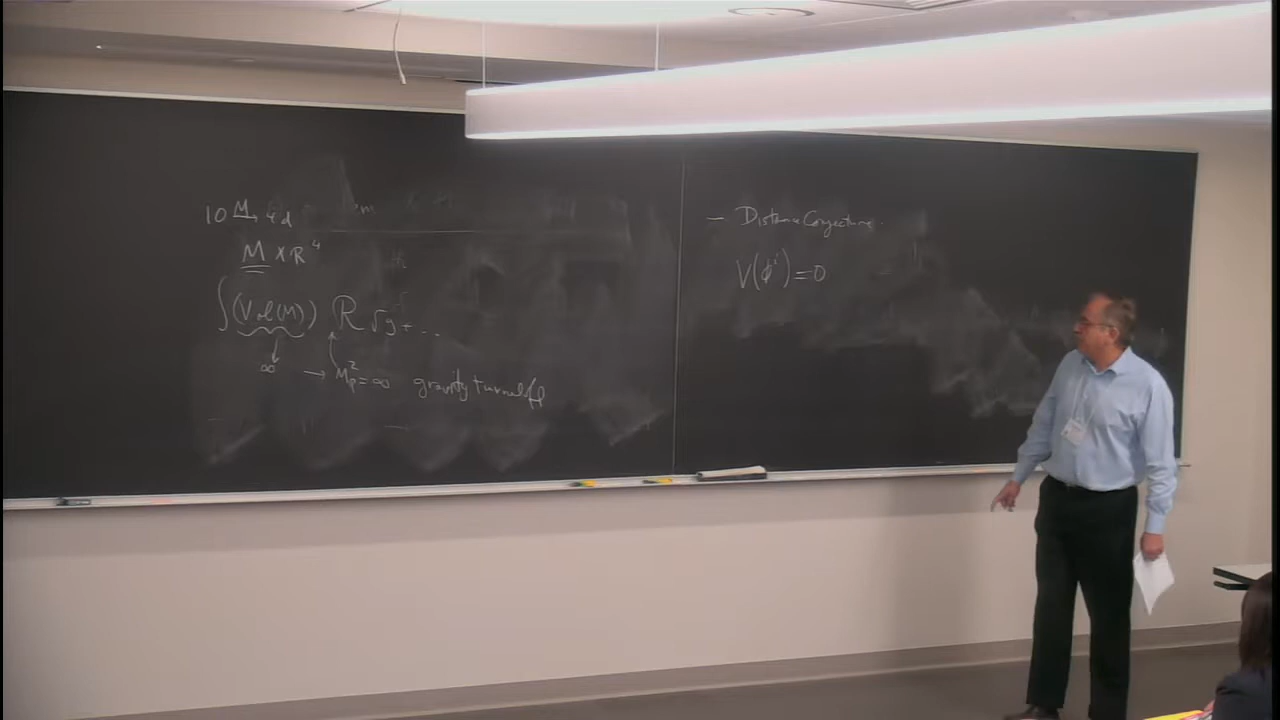 10 M→ 4d
M × R⁴
∫(Vol(M)) R √g + ...
∞ → Mp² = ∞ gravity turned off
– Distance Conjecture.
V(φⁱ) = 0